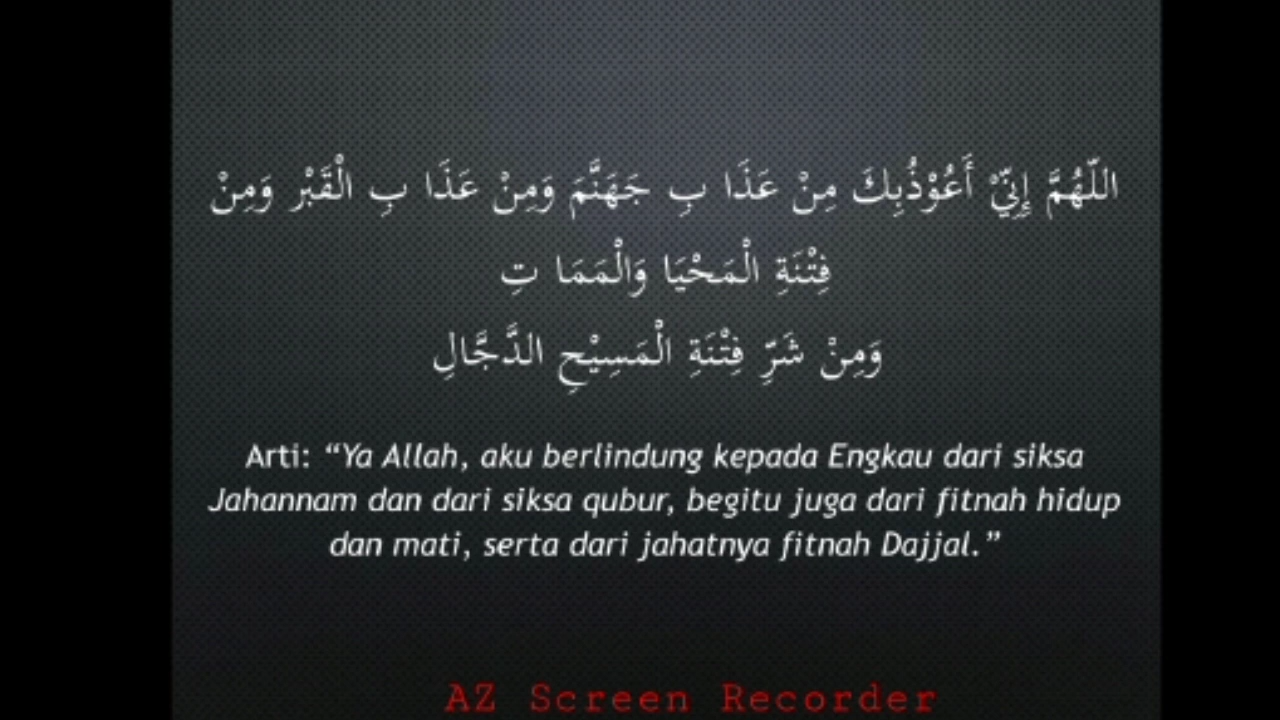 اللّهُمَّ إِنِيّْ أَعُوْذُبِكَ مِنْ عَذَا بِ جَهَنَّمَ وَمِنْ عَذَا بِ الْقَبْر وَمِنْ
فِتْنَةِ الْمَحْيَا وَالْمَمَا تِ
وَمِنْ شَرِّ فِتْنَةِ الْمَسِيْحِ الدَّجَّالِ
Arti: “Ya Allah, aku berlindung kepada Engkau dari siksa
Jahannam dan dari siksa qubur, begitu juga dari fitnah hidup
dan mati, serta dari jahatnya fitnah Dajjal.”
AZ Screen Recorder